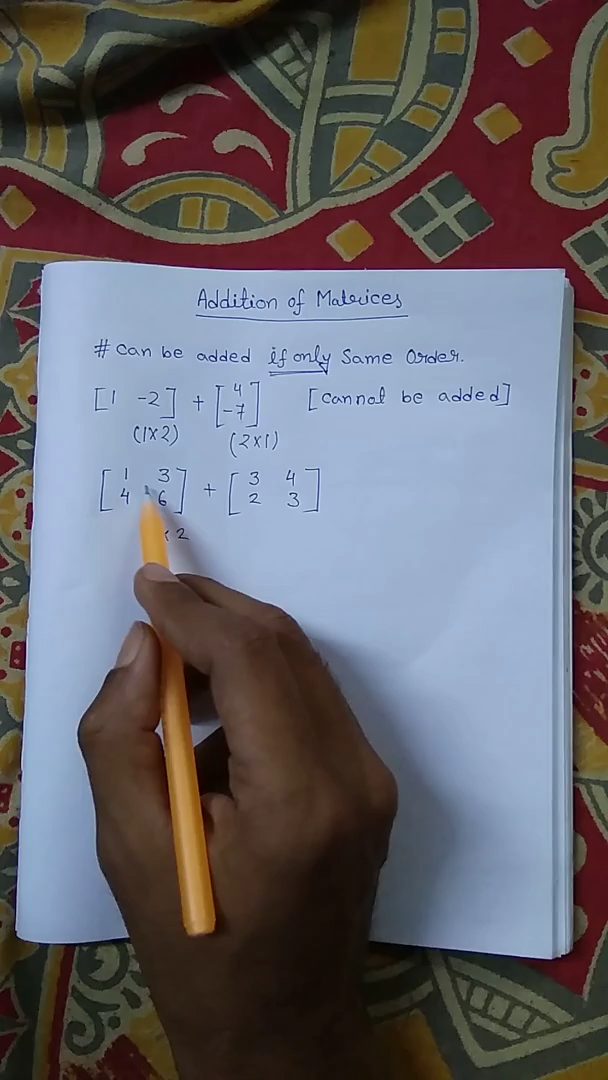 Addition of Matrices
# Can be added if only Same Order.
[1 -2] + [4 -7] [Cannot be added]
(1×2) (2×1)
[1 3 + [3 4
4 6] 2 3]
× 2